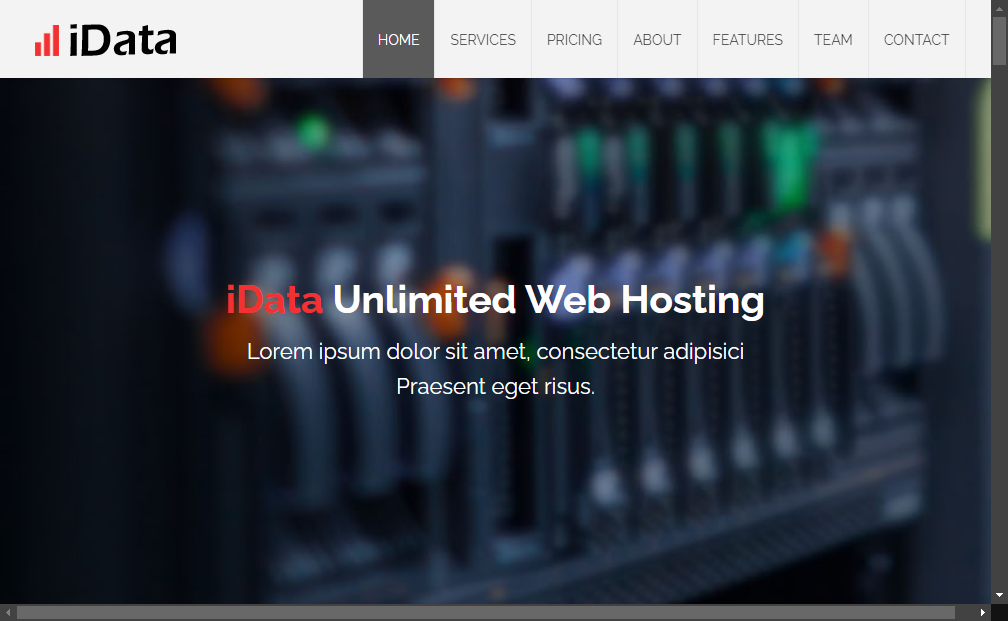 iData
HOME SERVICES PRICING ABOUT FEATURES TEAM CONTACT
iData Unlimited Web Hosting
Lorem ipsum dolor sit amet, consectetur adipisici
Praesent eget risus.